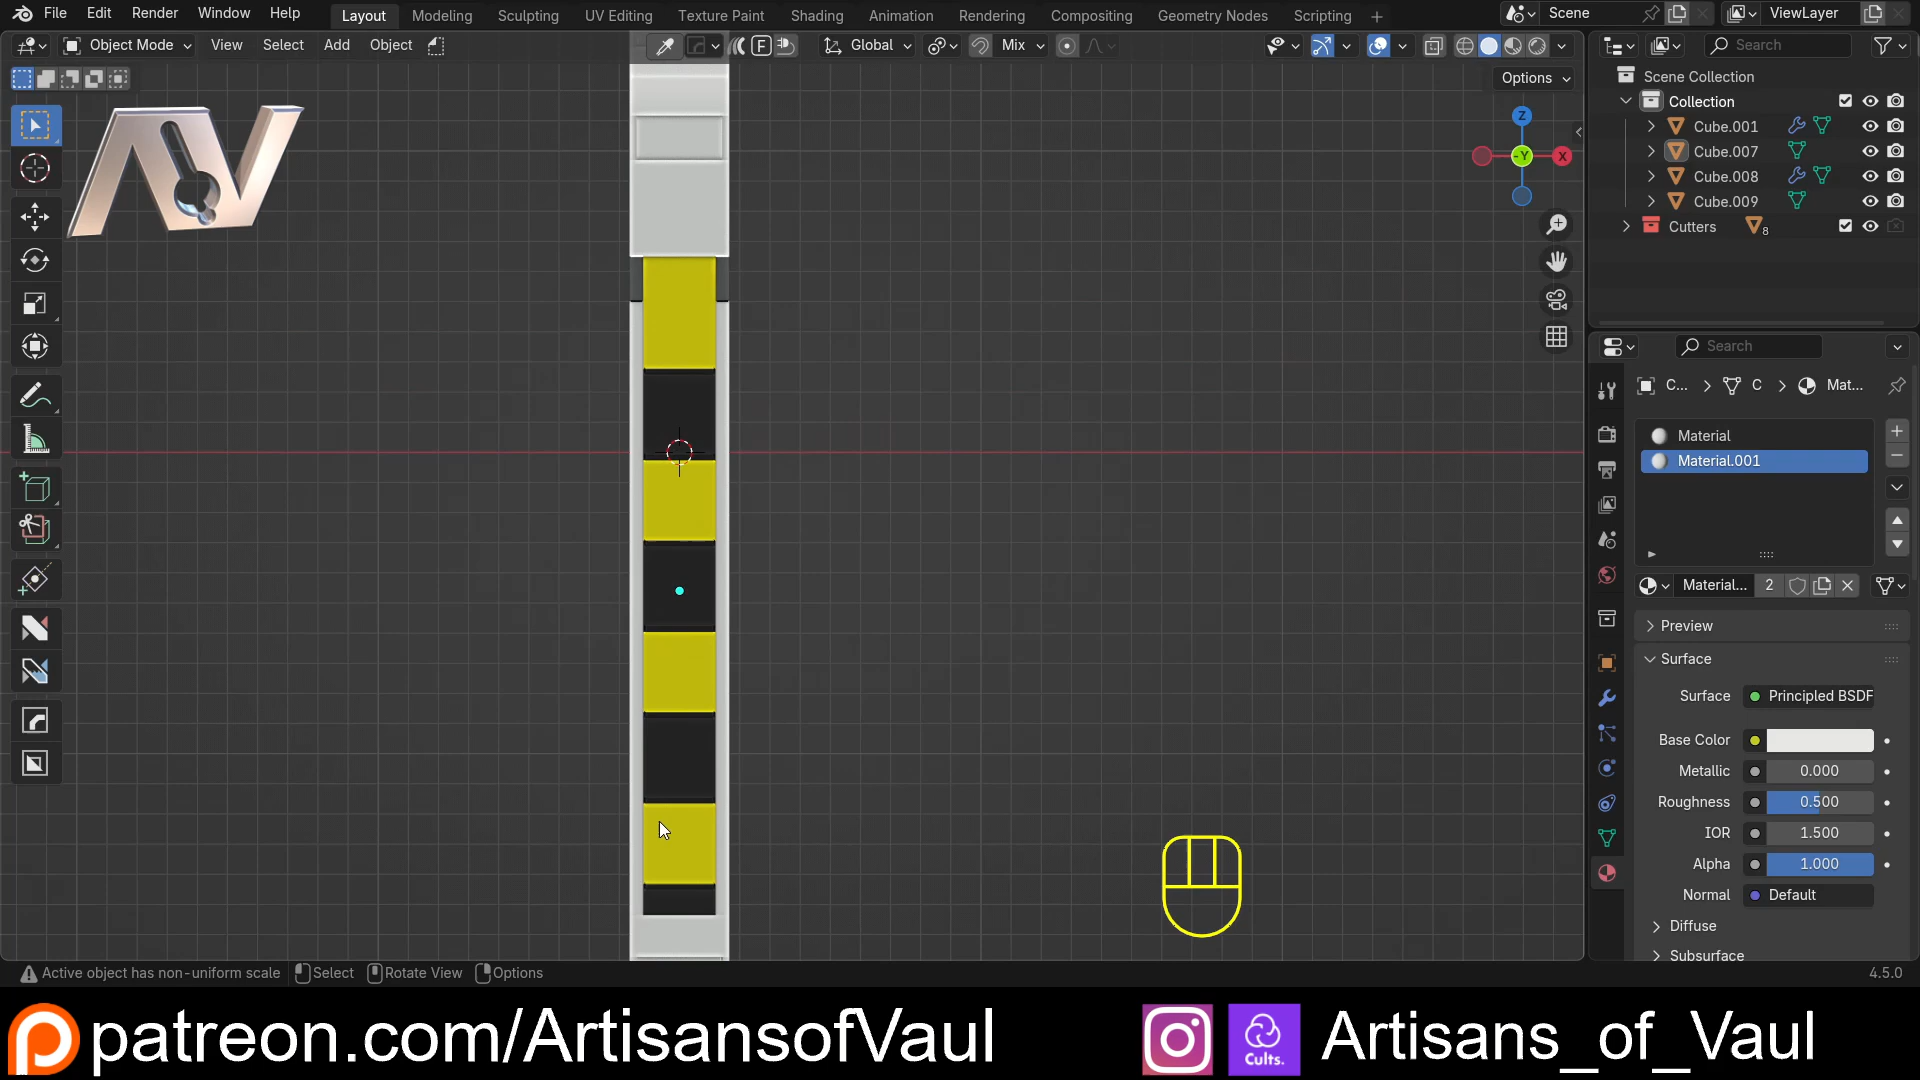 File Edit Render Window Help Layout Modeling Sculpting UV Editing Texture Paint Shading Animation Rendering Compositing Geometry Nodes Scripting + Scene ViewLayer
Object Mode View Select Add Object F Global Mix Search
Options
Scene Collection
Collection
Cube.001
Cube.007
Cube.008
Cube.009
Cutters 8
Z
-Y
X
AV
Search
C... > C > Mat...
Material
Material.001
Material... 2
Preview
Surface
Surface Principled BSDF
Base Color
Metallic 0.000
Roughness 0.500
IOR 1.500
Alpha 1.000
Normal Default
Diffuse
Subsurface
Active object has non-uniform scale Select Rotate View Options 4.5.0
patreon.com/ArtisansofVaul Cults. Artisans_of_Vaul